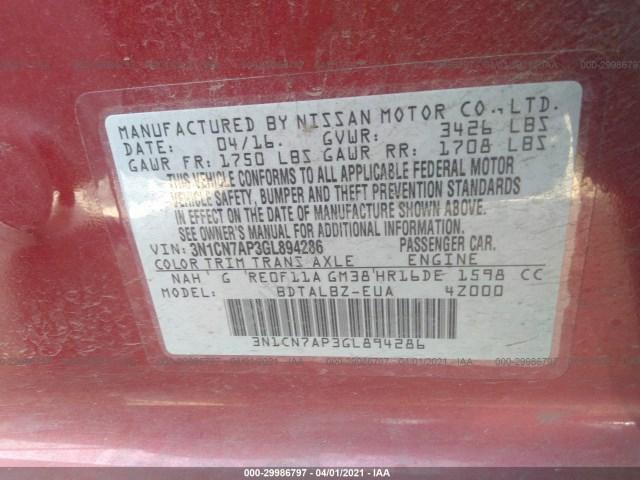 MANUFACTURED BY NISSAN MOTOR CO., LTD.
DATE: 04/16. GVWR: 3426 LBS
GAWR FR: 1750 LBS GAWR RR: 1708 LBS
THIS VEHICLE CONFORMS TO ALL APPLICABLE FEDERAL MOTOR
VEHICLE SAFETY, BUMPER AND THEFT PREVENTION STANDARDS
IN EFFECT ON THE DATE OF MANUFACTURE SHOWN ABOVE.
SEE OWNER'S MANUAL FOR ADDITIONAL INFORMATION.
VIN: 3N1CN7AP3GL894286 PASSENGER CAR.
COLOR TRIM TRANS AXLE ENGINE
NAH' G 'RE0F11A GM38'HR16DE 1598 CC
MODEL: BDTALBZ-EUA 4Z000
3N1CN7AP3GL894286
000-29986797 • 04/01/2021 • IAA